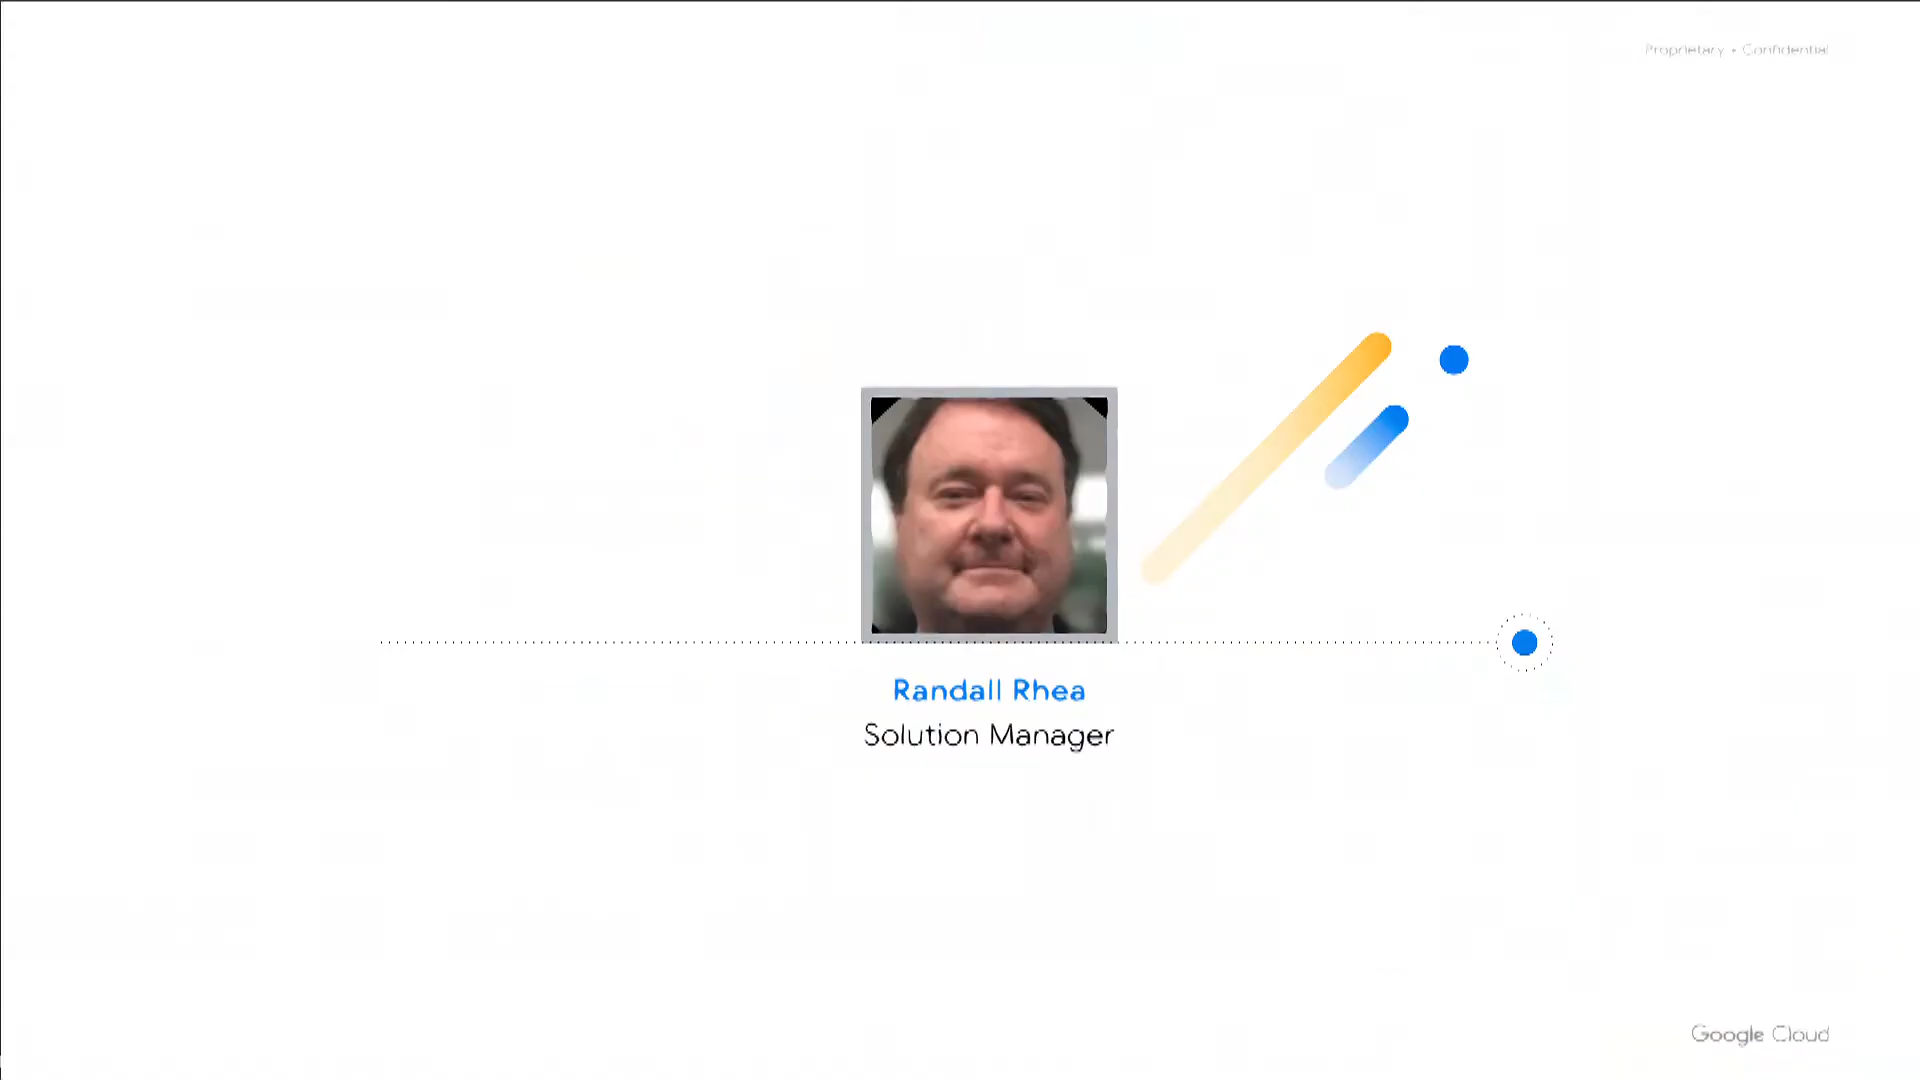 Proprietary + Confidential
Randall Rhea
Solution Manager
Google Cloud